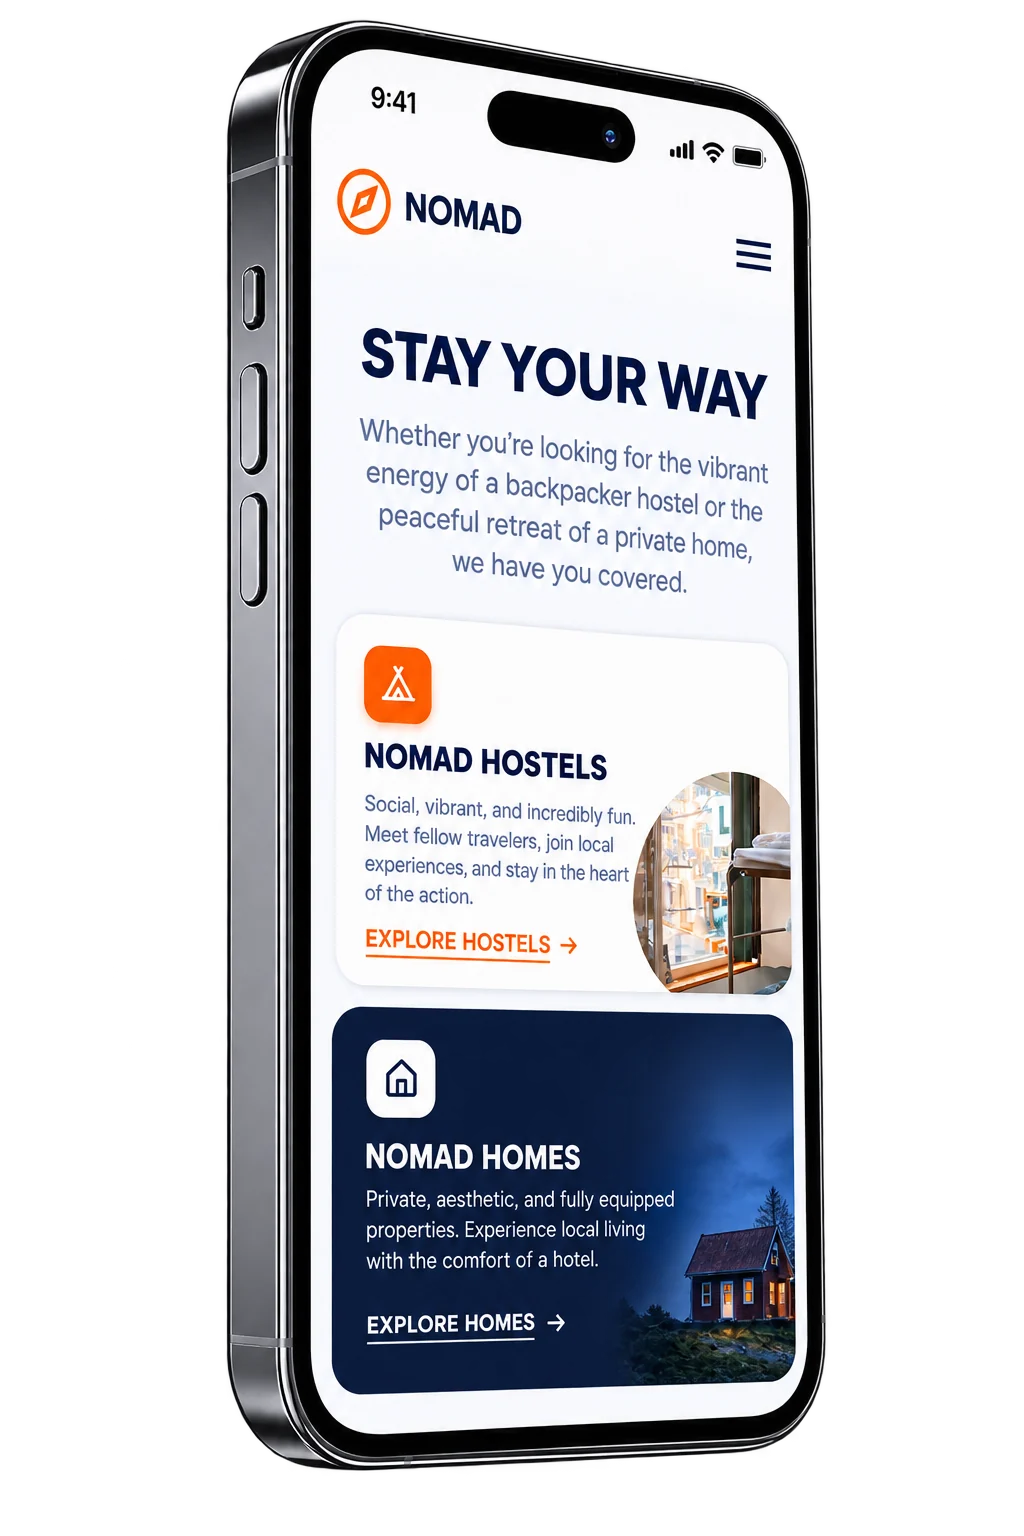 9:41
NOMAD
STAY YOUR WAY
Whether you’re looking for the vibrant
energy of a backpacker hostel or the
peaceful retreat of a private home,
we have you covered.
NOMAD HOSTELS
Social, vibrant, and incredibly fun.
Meet fellow travelers, join local
experiences, and stay in the heart
of the action.
EXPLORE HOSTELS →
NOMAD HOMES
Private, aesthetic, and fully equipped
properties. Experience local living
with the comfort of a hotel.
EXPLORE HOMES →